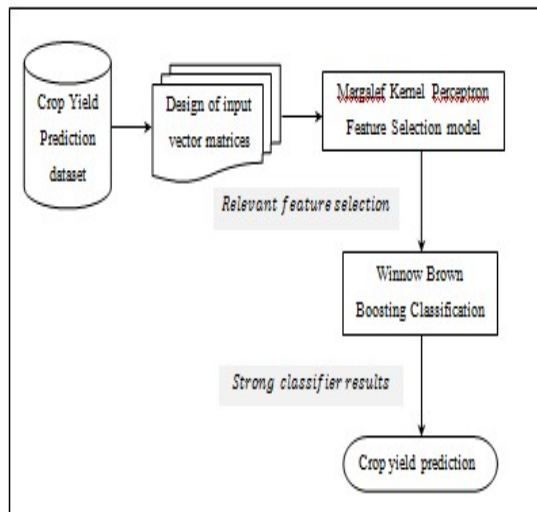 Crop Yield
Prediction
dataset
Design of input
vector matrices
Margalef Kernel Perceptron
Feature Selection model
Relevant feature selection
Winnow Brown
Boosting Classification
Strong classifier results
Crop yield prediction